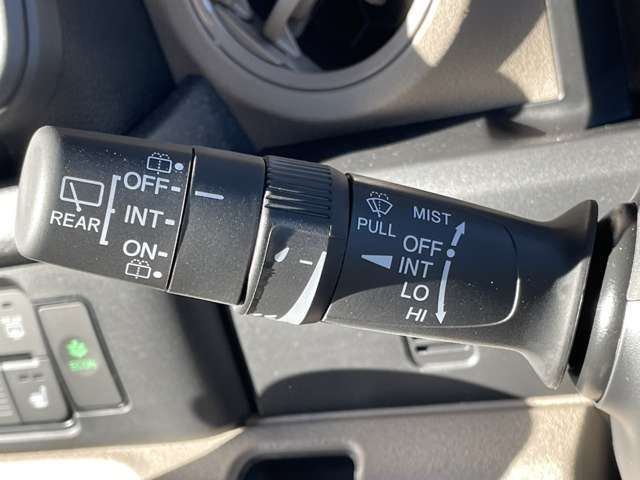 OFF
INT
REAR
ON
MIST
PULL
OFF
INT
LO
HI
ECON